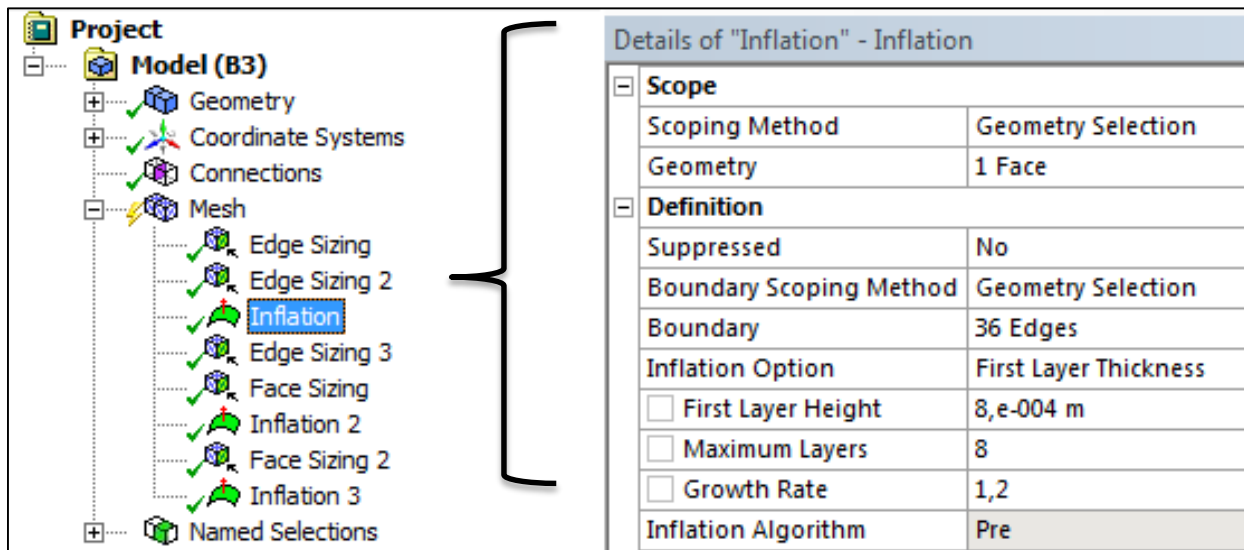 Project
Model (B3)
Geometry
Coordinate Systems
Connections
Mesh
Edge Sizing
Edge Sizing 2
Inflation
Edge Sizing 3
Face Sizing
Inflation 2
Face Sizing 2
Inflation 3
Named Selections
Details of "Inflation" - Inflation
Scope
Scoping Method Geometry Selection
Geometry 1 Face
Definition
Suppressed No
Boundary Scoping Method Geometry Selection
Boundary 36 Edges
Inflation Option First Layer Thickness
First Layer Height 8,e-004 m
Maximum Layers 8
Growth Rate 1,2
Inflation Algorithm Pre